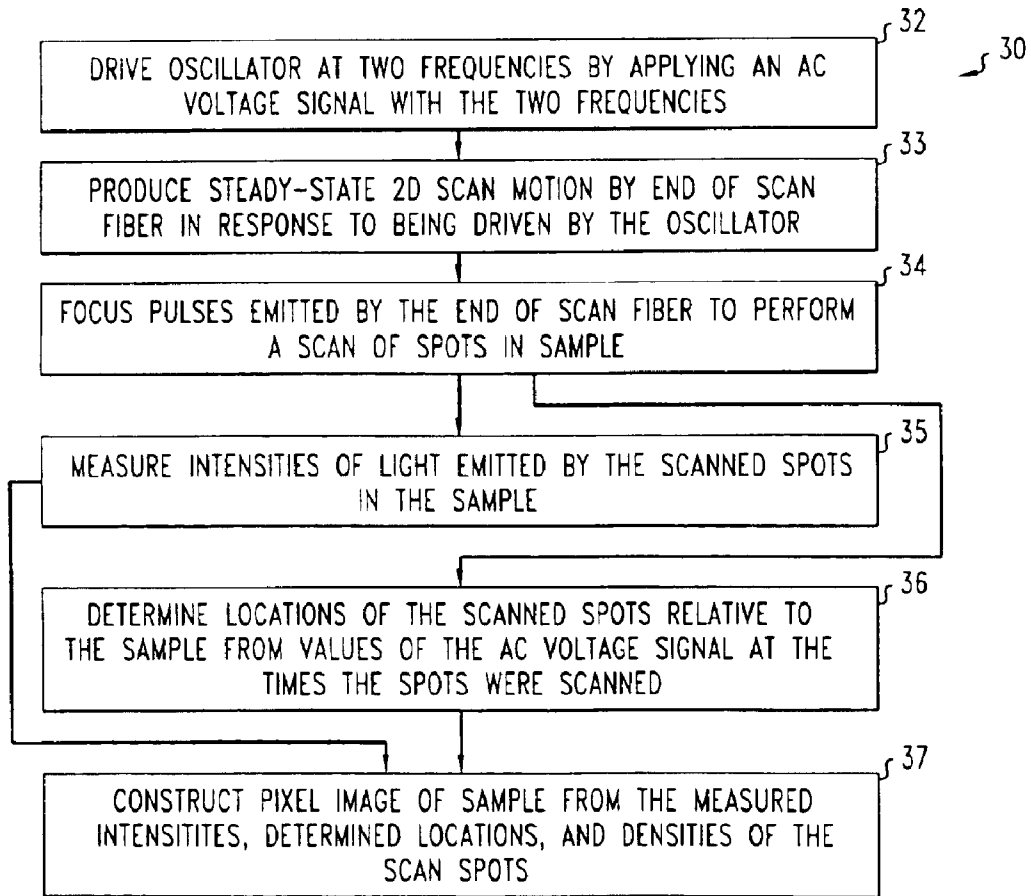 32
30
DRIVE OSCILLATOR AT TWO FREQUENCIES BY APPLYING AN AC
VOLTAGE SIGNAL WITH THE TWO FREQUENCIES
33
PRODUCE STEADY-STATE 2D SCAN MOTION BY END OF SCAN
FIBER IN RESPONSE TO BEING DRIVEN BY THE OSCILLATOR
34
FOCUS PULSES EMITTED BY THE END OF SCAN FIBER TO PERFORM
A SCAN OF SPOTS IN SAMPLE
35
MEASURE INTENSITIES OF LIGHT EMITTED BY THE SCANNED SPOTS
IN THE SAMPLE
36
DETERMINE LOCATIONS OF THE SCANNED SPOTS RELATIVE TO
THE SAMPLE FROM VALUES OF THE AC VOLTAGE SIGNAL AT THE
TIMES THE SPOTS WERE SCANNED
37
CONSTRUCT PIXEL IMAGE OF SAMPLE FROM THE MEASURED
INTENSITITES, DETERMINED LOCATIONS, AND DENSITIES OF THE
SCAN SPOTS